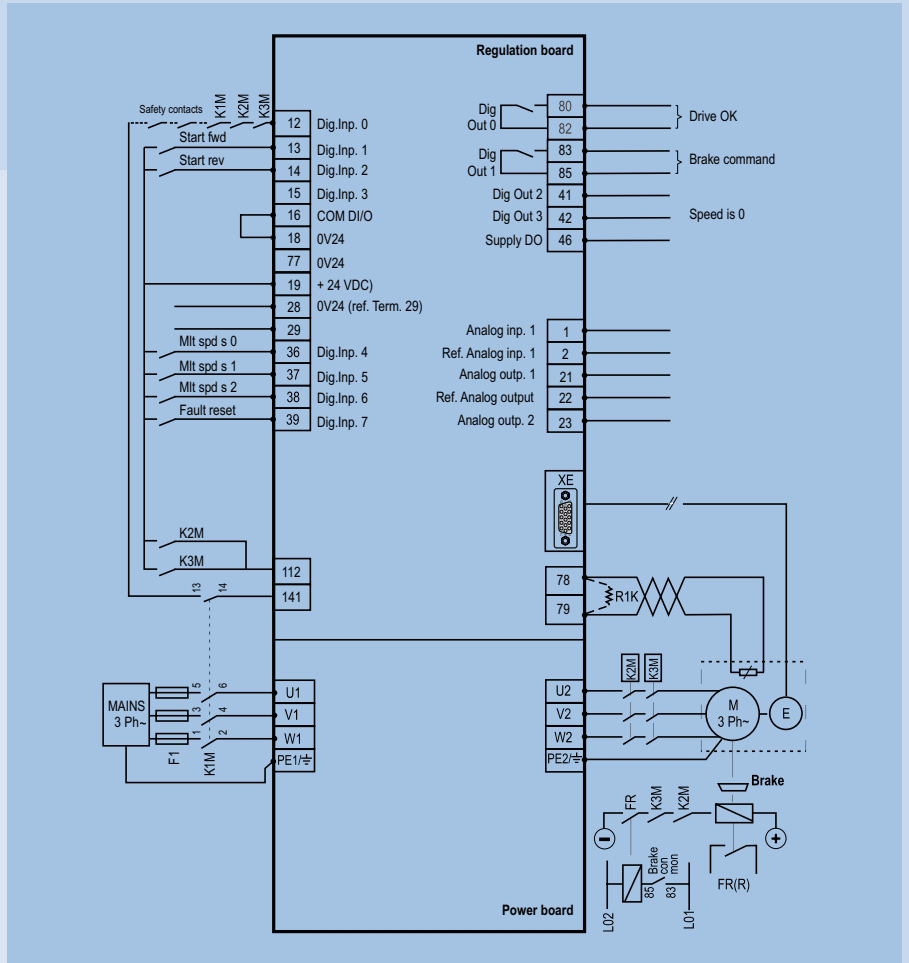 Regulation board
Safety contacts
K1M
K2M
K3M
12 Dig.Inp. 0
Start fwd
13 Dig.Inp. 1
Start rev
14 Dig.Inp. 2
15 Dig.Inp. 3
16 COM DI/O
18 0V24
77 0V24
19 + 24 VDC)
28 0V24 (ref. Term. 29)
29
Mlt spd s 0
36 Dig.Inp. 4
Mlt spd s 1
37 Dig.Inp. 5
Mlt spd s 2
38 Dig.Inp. 6
Fault reset
39 Dig.Inp. 7
K2M
K3M
112
13
14
141
Dig
Out 0
80
82
Drive OK
Dig
Out 1
83
85
Brake command
Dig Out 2 41
Dig Out 3 42
Speed is 0
Supply DO 46
Analog inp. 1 1
Ref. Analog inp. 1 2
Analog outp. 1 21
Ref. Analog output 22
Analog outp. 2 23
XE
78
79
R1K
MAINS
3 Ph~
5
6
3
4
1
2
F1
K1M
U1
V1
W1
PE1/
U2
V2
W2
PE2/
K2M
K3M
M
3 Ph~
E
Brake
FR
K3M
K2M
−
+
Brake
con
mon
85
83
L02
L01
FR(R)
Power board